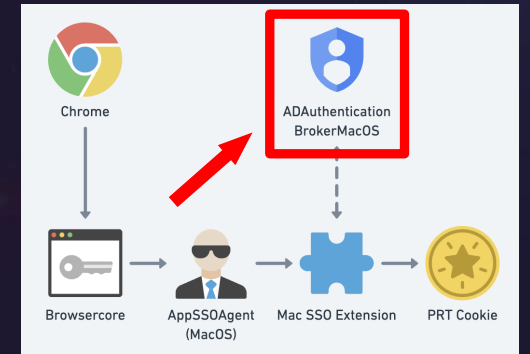 Chrome
ADAuthentication
BrokerMacOS
Browsercore
AppSSOAgent
(MacOS)
Mac SSO Extension
PRT Cookie